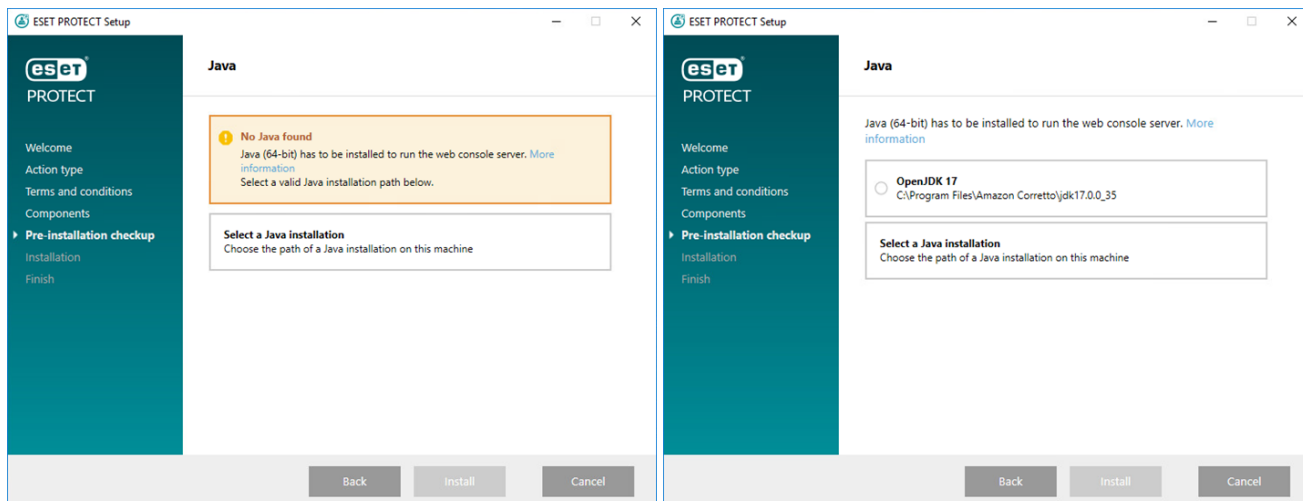 ESET PROTECT Setup
eset
PROTECT
Welcome
Action type
Terms and conditions
Components
Pre-installation checkup
Installation
Finish
Java
No Java found
Java (64-bit) has to be installed to run the web console server. More
information
Select a valid Java installation path below.
Select a Java installation
Choose the path of a Java installation on this machine
Back
Install
Cancel
ESET PROTECT Setup
eset
PROTECT
Welcome
Action type
Terms and conditions
Components
Pre-installation checkup
Installation
Finish
Java
Java (64-bit) has to be installed to run the web console server. More
information
OpenJDK 17
C:\Program Files\Amazon Corretto\jdk17.0.0_35
Select a Java installation
Choose the path of a Java installation on this machine
Back
Install
Cancel